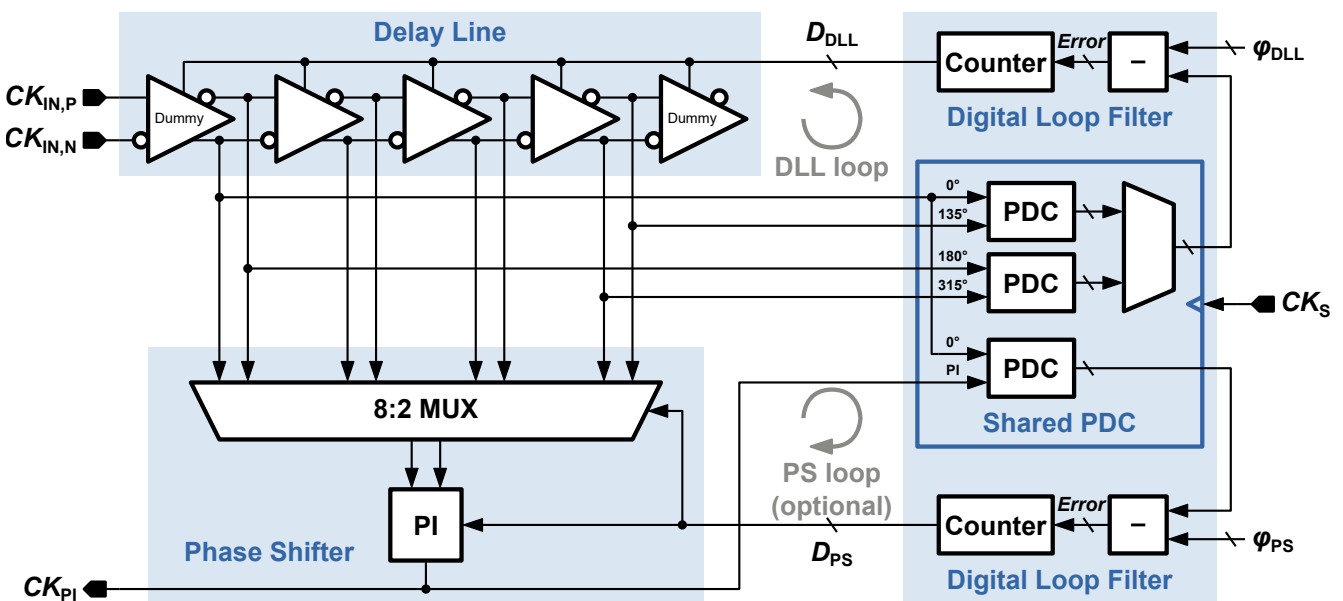 Delay Line
D_DLL
Counter
Error
−
φ_DLL
CK_IN,P
CK_IN,N
Dummy
Dummy
Digital Loop Filter
DLL loop
0°
135°
PDC
180°
315°
PDC
CK_S
0°
PI
PDC
Shared PDC
8:2 MUX
PS loop
(optional)
PI
Counter
Error
−
φ_PS
D_PS
Phase Shifter
Digital Loop Filter
CK_PI